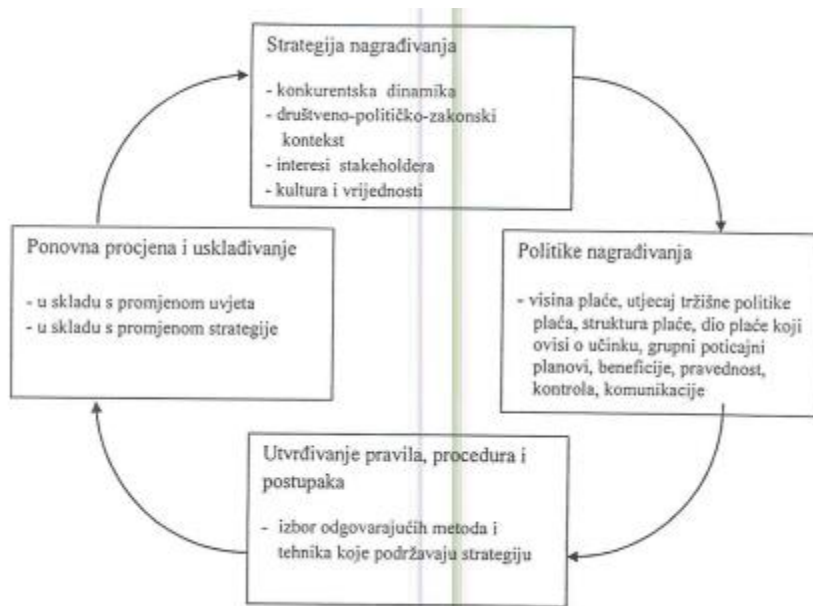 Strategija nagrađivanja
- konkurentska dinamika
- društveno-političko-zakonski
kontekst
- interesi stakeholdera
- kultura i vrijednosti
Politike nagrađivanja
- visina plaće, utjecaj tržišne politike
plaća, struktura plaće, dio plaće koji
ovisi o učinku, grupni poticajni
planovi, beneficije, pravednost,
kontrola, komunikacije
Utvrđivanje pravila, procedura i
postupaka
- izbor odgovarajućih metoda i
tehnika koje podržavaju strategiju
Ponovna procjena i usklađivanje
- u skladu s promjenom uvjeta
- u skladu s promjenom strategije